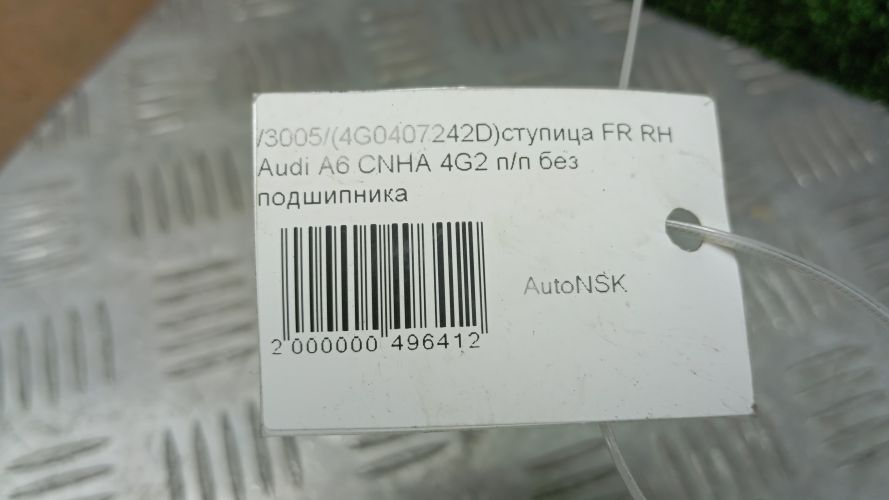 /3005/(4G0407242D)ступица FR RH
Audi A6 CNHA 4G2 п/п без
подшипника
AutoNSK
2 000000 496412